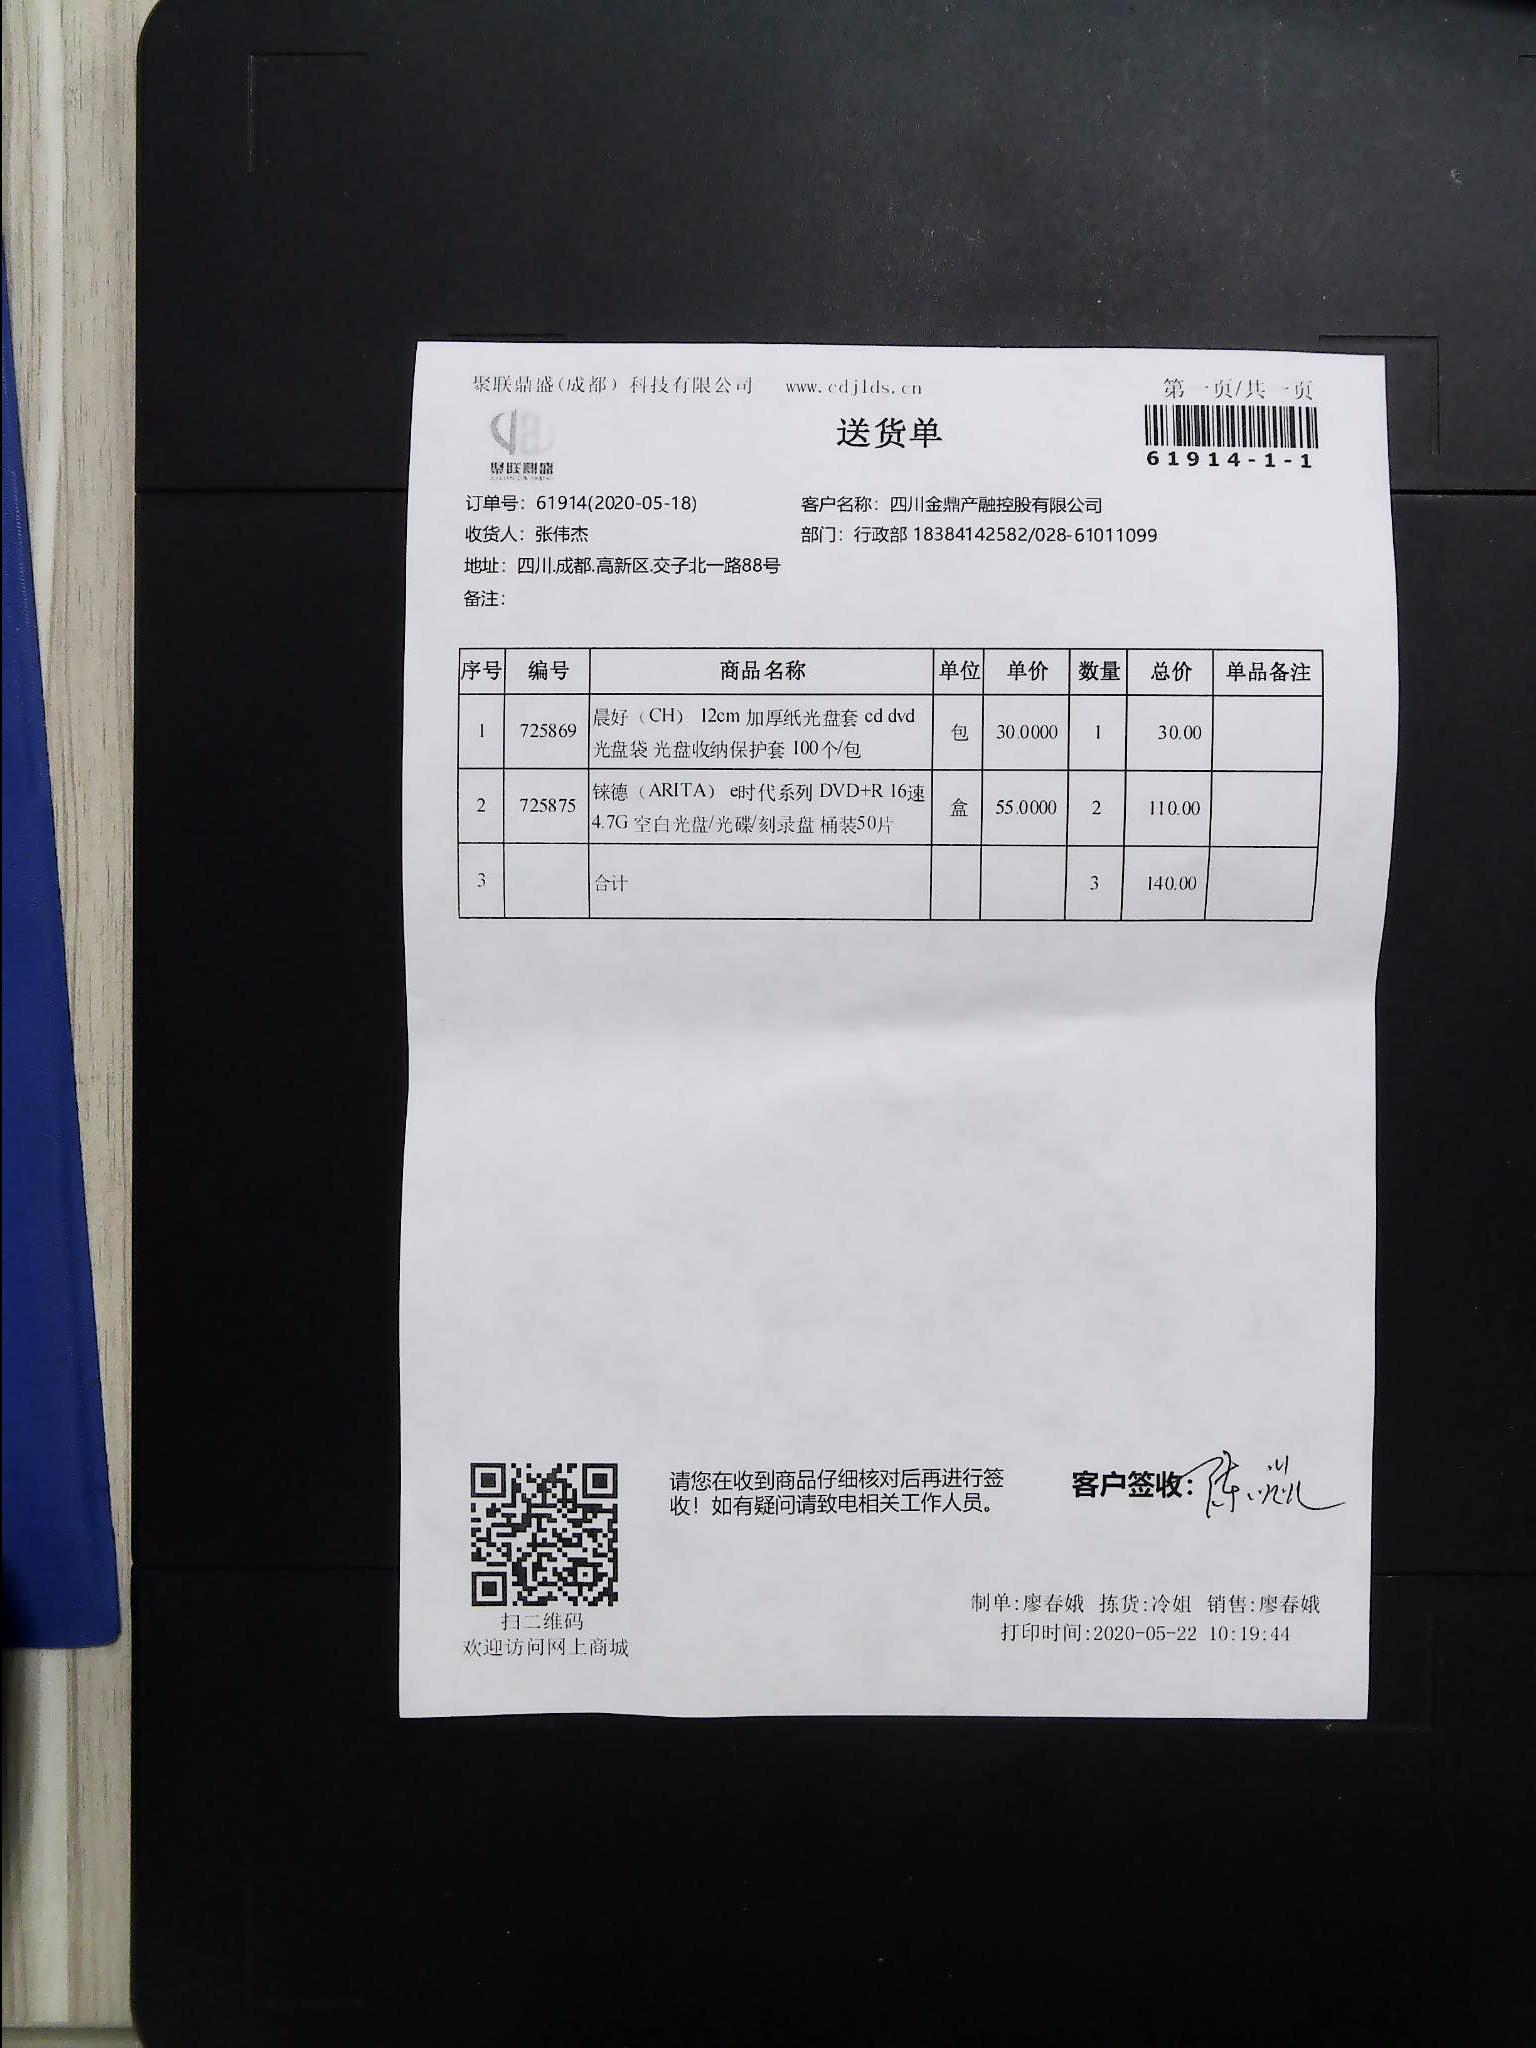 聚联鼎盛(成都)科技有限公司 www.cdjlds.cn 第一页/共一页
聚联鼎盛
送货单
61914-1-1
订单号：61914(2020-05-18) 客户名称：四川金鼎产融控股有限公司
收货人：张伟杰 部门：行政部 18384142582/028-61011099
地址：四川.成都.高新区.交子北一路88号
备注：
序号 编号 商品名称 单位 单价 数量 总价 单品备注
1 725869 晨好（CH） 12cm 加厚纸光盘套 cd dvd 光盘袋 光盘收纳保护套 100个/包 包 30.0000 1 30.00
2 725875 铼德（ARITA） e时代系列 DVD+R 16速 4.7G 空白光盘/光碟/刻录盘 桶装50片 盒 55.0000 2 110.00
3 合计 3 140.00
请您在收到商品仔细核对后再进行签
收！如有疑问请致电相关工作人员。
客户签收：陈
扫二维码
欢迎访问网上商城
制单:廖春娥 拣货:冷姐 销售:廖春娥
打印时间:2020-05-22 10:19:44